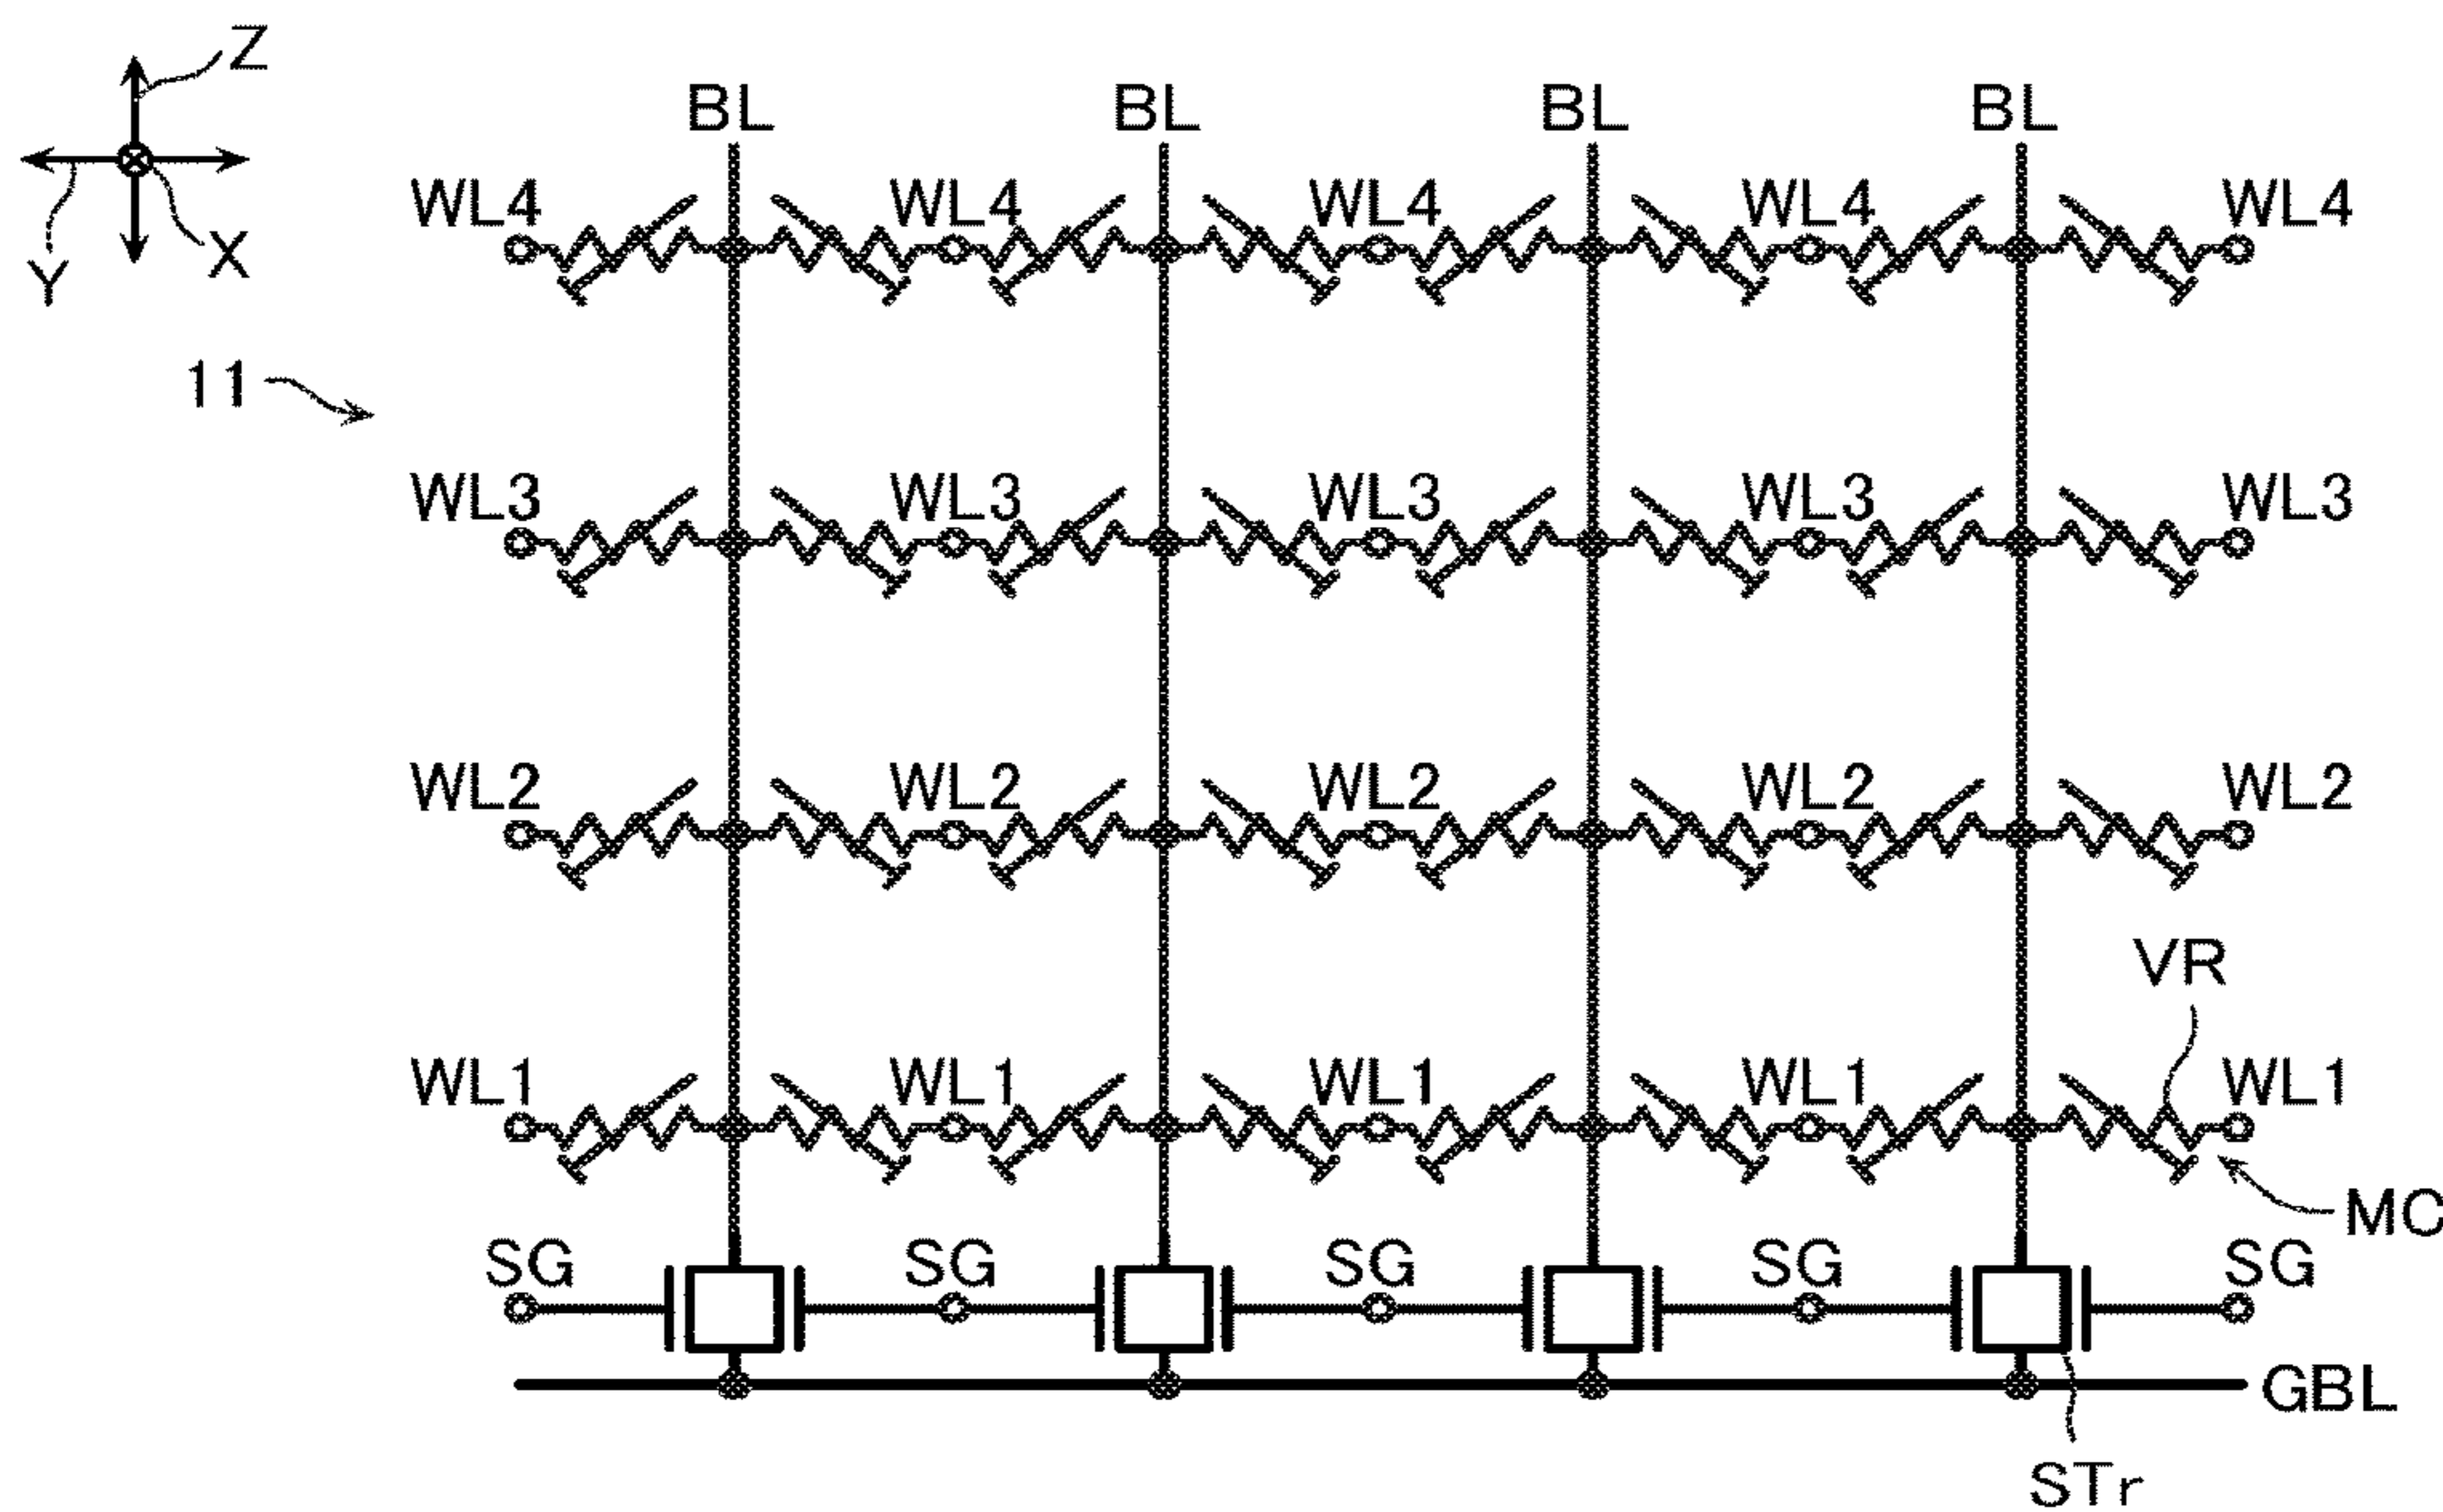 Z
BL BL BL BL
WL4 WL4 WL4 WL4 WL4
Y X
11
WL3 WL3 WL3 WL3 WL3
WL2 WL2 WL2 WL2 WL2
VR
WL1 WL1 WL1 WL1 WL1
MC
SG SG SG SG SG
GBL
STr